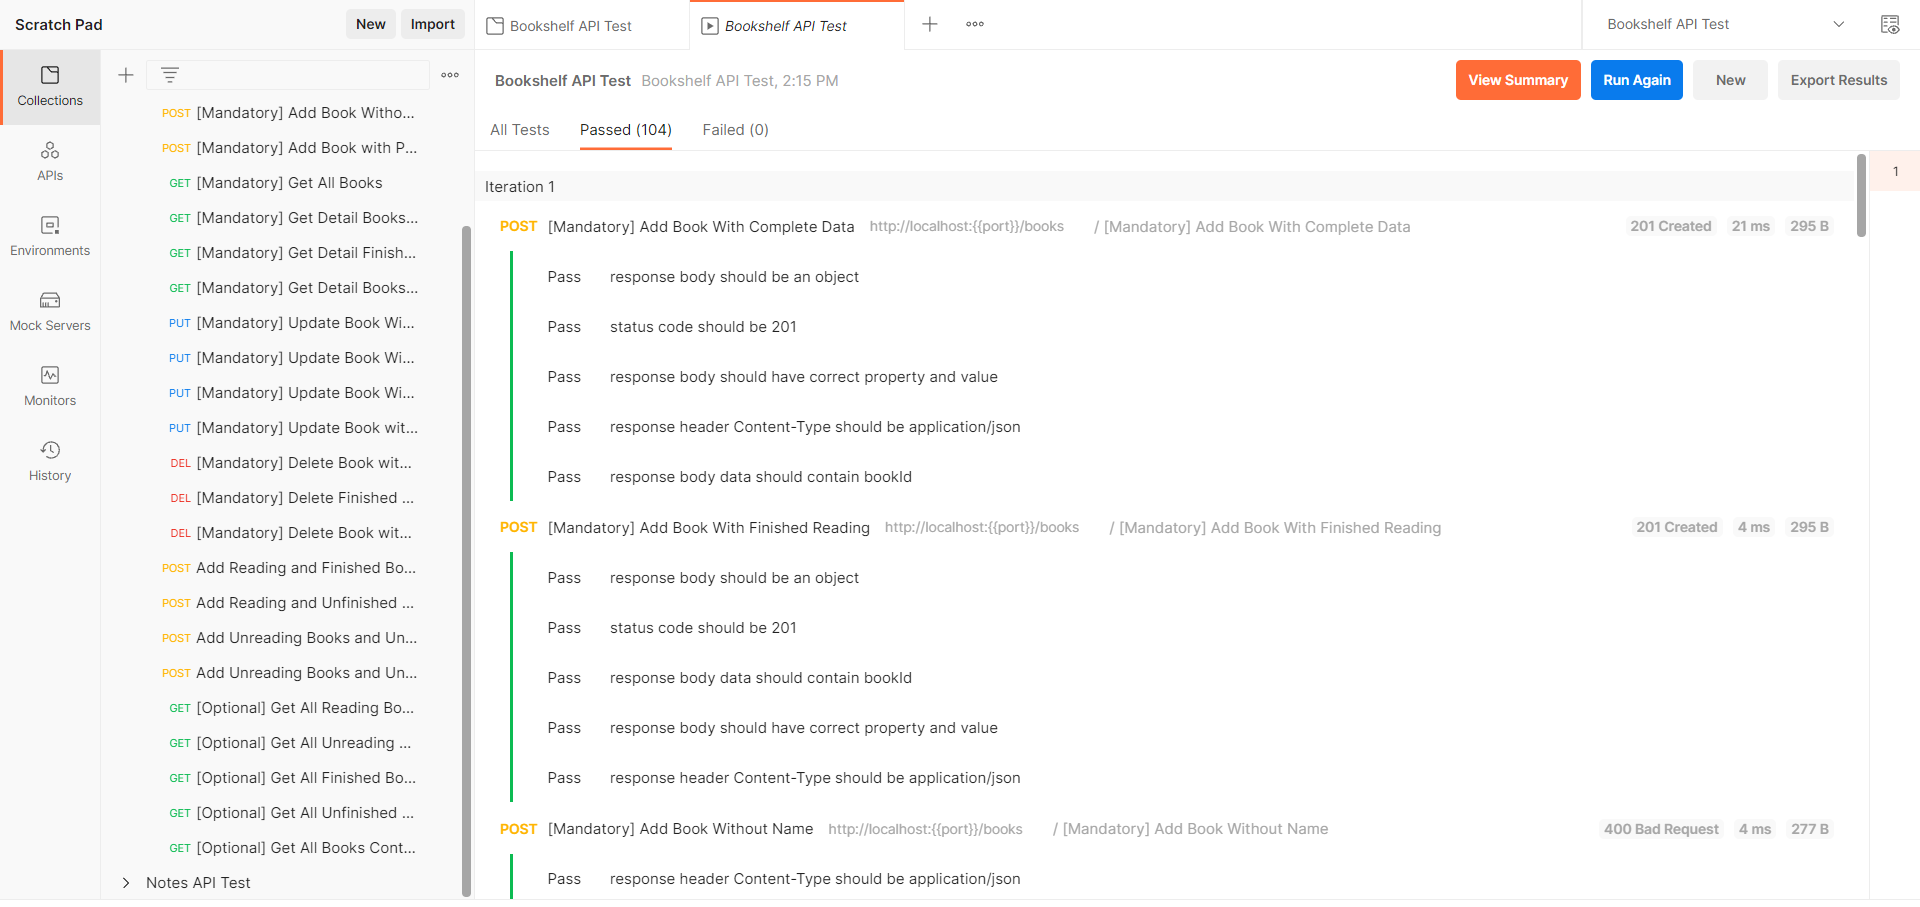 Scratch Pad
New
Import
Bookshelf API Test
Bookshelf API Test
Bookshelf API Test
Collections
APIs
Environments
Mock Servers
Monitors
History
POST [Mandatory] Add Book Witho...
POST [Mandatory] Add Book with P...
GET [Mandatory] Get All Books
GET [Mandatory] Get Detail Books...
GET [Mandatory] Get Detail Finish...
GET [Mandatory] Get Detail Books...
PUT [Mandatory] Update Book Wi...
PUT [Mandatory] Update Book Wi...
PUT [Mandatory] Update Book Wi...
PUT [Mandatory] Update Book wit...
DEL [Mandatory] Delete Book wit...
DEL [Mandatory] Delete Finished ...
DEL [Mandatory] Delete Book wit...
POST Add Reading and Finished Bo...
POST Add Reading and Unfinished ...
POST Add Unreading Books and Un...
POST Add Unreading Books and Un...
GET [Optional] Get All Reading Bo...
GET [Optional] Get All Unreading ...
GET [Optional] Get All Finished Bo...
GET [Optional] Get All Unfinished ...
GET [Optional] Get All Books Cont...
Notes API Test
Bookshelf API Test Bookshelf API Test, 2:15 PM
View Summary
Run Again
New
Export Results
All Tests
Passed (104)
Failed (0)
1
Iteration 1
POST [Mandatory] Add Book With Complete Data http://localhost:{{port}}/books / [Mandatory] Add Book With Complete Data 201 Created 21 ms 295 B
Pass response body should be an object
Pass status code should be 201
Pass response body should have correct property and value
Pass response header Content-Type should be application/json
Pass response body data should contain bookId
POST [Mandatory] Add Book With Finished Reading http://localhost:{{port}}/books / [Mandatory] Add Book With Finished Reading 201 Created 4 ms 295 B
Pass response body should be an object
Pass status code should be 201
Pass response body data should contain bookId
Pass response body should have correct property and value
Pass response header Content-Type should be application/json
POST [Mandatory] Add Book Without Name http://localhost:{{port}}/books / [Mandatory] Add Book Without Name 400 Bad Request 4 ms 277 B
Pass response header Content-Type should be application/json